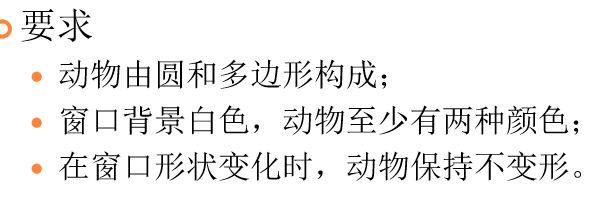 要求
动物由圆和多边形构成；
窗口背景白色，动物至少有两种颜色；
在窗口形状变化时，动物保持不变形。